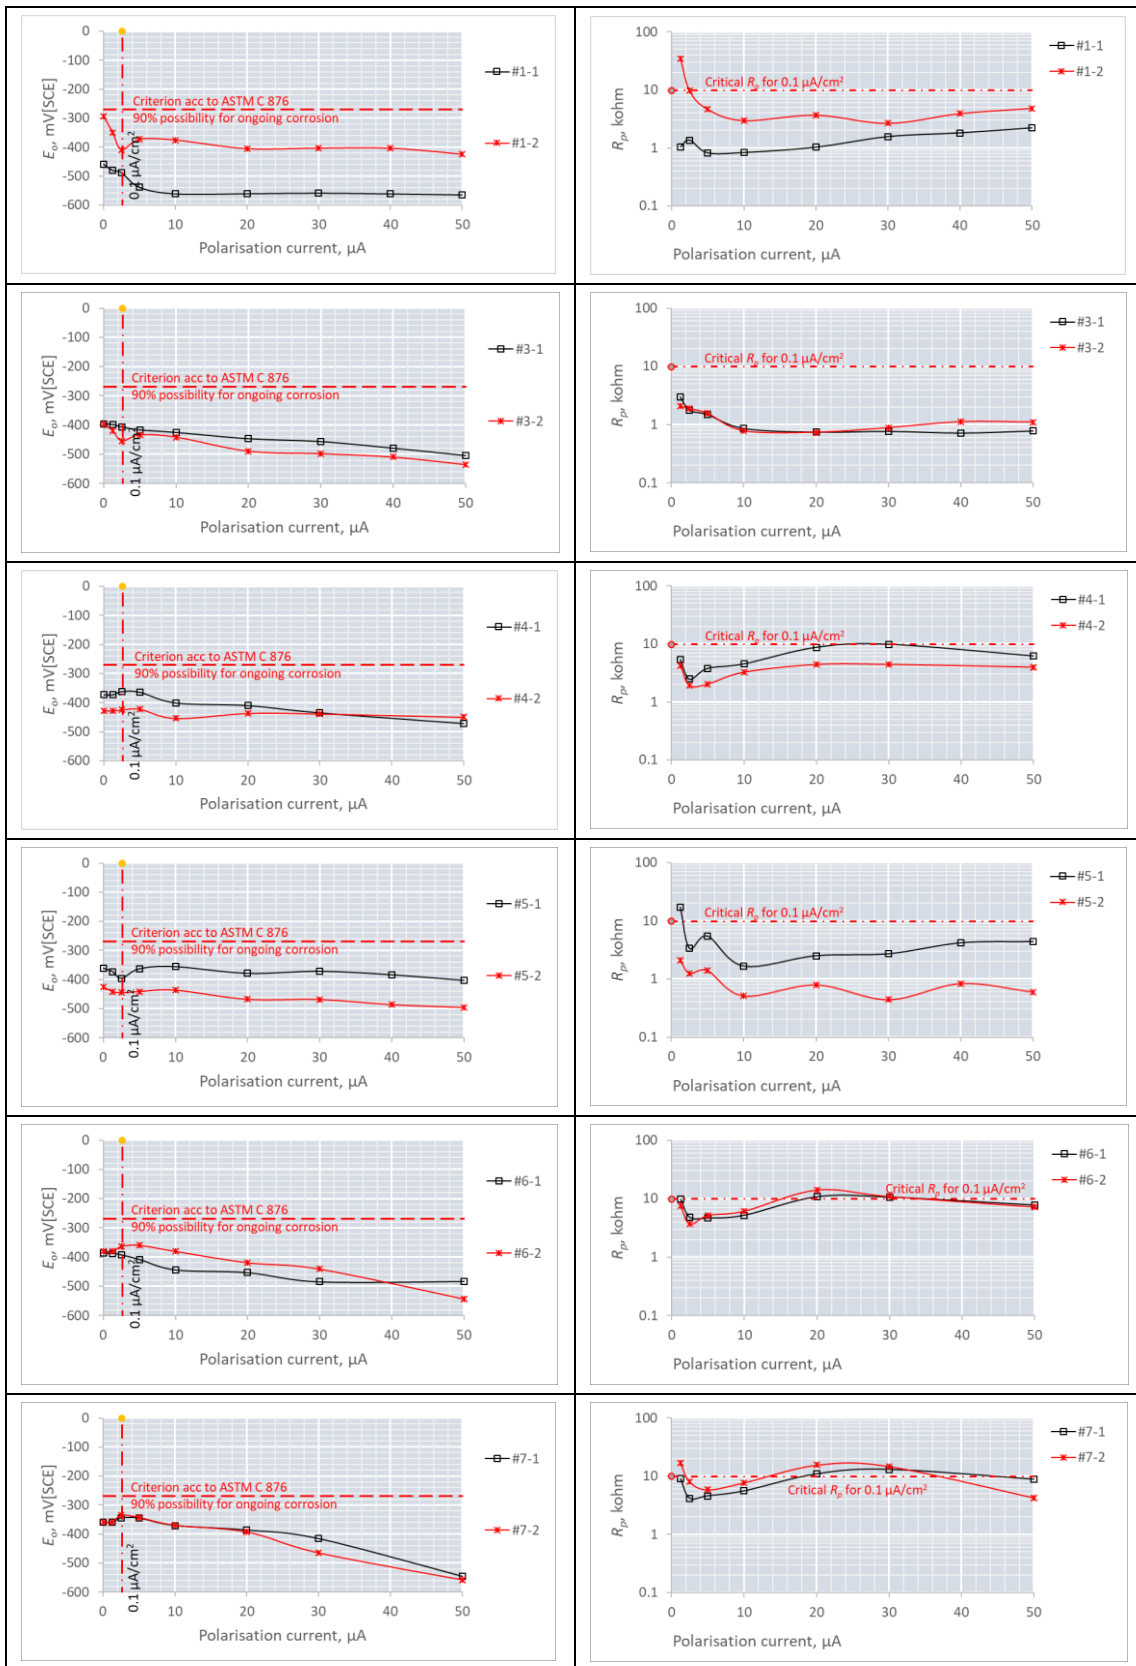 0
-100
-200
-300
-400
-500
-600
E₀, mV[SCE]
Criterion acc to ASTM C 876
90% possibility for ongoing corrosion
0.1 µA/cm²
0 10 20 30 40 50
Polarisation current, µA
#1-1
#1-2
100
10
1
0.1
Rₚ, kohm
Critical Rₚ for 0.1 µA/cm²
0 10 20 30 40 50
Polarisation current, µA
#1-1
#1-2
0
-100
-200
-300
-400
-500
-600
E₀, mV[SCE]
Criterion acc to ASTM C 876
90% possibility for ongoing corrosion
0.1 µA/cm²
0 10 20 30 40 50
Polarisation current, µA
#3-1
#3-2
100
10
1
0.1
Rₚ, kohm
Critical Rₚ for 0.1 µA/cm²
0 10 20 30 40 50
Polarisation current, µA
#3-1
#3-2
0
-100
-200
-300
-400
-500
-600
E₀, mV[SCE]
Criterion acc to ASTM C 876
90% possibility for ongoing corrosion
0.1 µA/cm²
0 10 20 30 40 50
Polarisation current, µA
#4-1
#4-2
100
10
1
0.1
Rₚ, kohm
Critical Rₚ for 0.1 µA/cm²
0 10 20 30 40 50
Polarisation current, µA
#4-1
#4-2
0
-100
-200
-300
-400
-500
-600
E₀, mV[SCE]
Criterion acc to ASTM C 876
90% possibility for ongoing corrosion
0.1 µA/cm²
0 10 20 30 40 50
Polarisation current, µA
#5-1
#5-2
100
10
1
0.1
Rₚ, kohm
Critical Rₚ for 0.1 µA/cm²
0 10 20 30 40 50
Polarisation current, µA
#5-1
#5-2
0
-100
-200
-300
-400
-500
-600
E₀, mV[SCE]
Criterion acc to ASTM C 876
90% possibility for ongoing corrosion
0.1 µA/cm²
0 10 20 30 40 50
Polarisation current, µA
#6-1
#6-2
100
10
1
0.1
Rₚ, kohm
Critical Rₚ for 0.1 µA/cm²
0 10 20 30 40 50
Polarisation current, µA
#6-1
#6-2
0
-100
-200
-300
-400
-500
-600
E₀, mV[SCE]
Criterion acc to ASTM C 876
90% possibility for ongoing corrosion
0.1 µA/cm²
0 10 20 30 40 50
Polarisation current, µA
#7-1
#7-2
100
10
1
0.1
Rₚ, kohm
Critical Rₚ for 0.1 µA/cm²
0 10 20 30 40 50
Polarisation current, µA
#7-1
#7-2